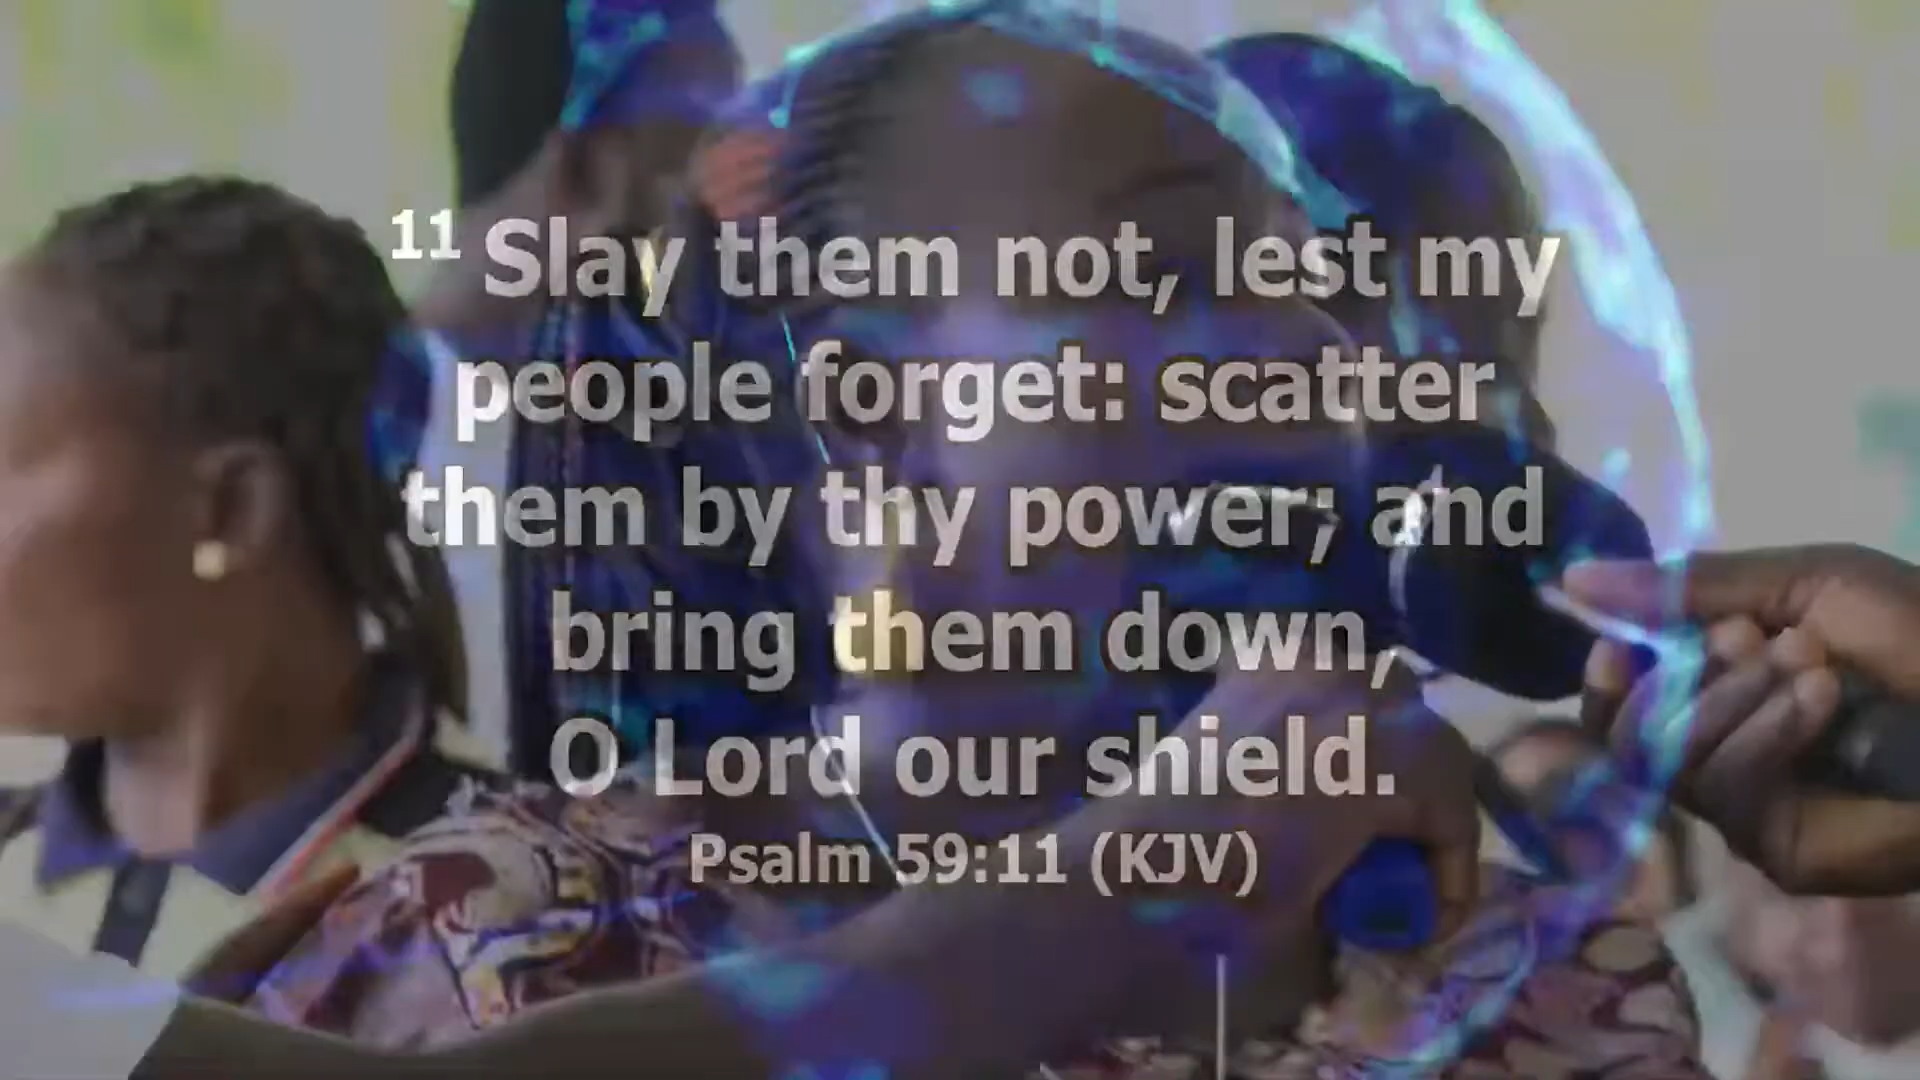 11 Slay them not, lest my
people forget: scatter
them by thy power; and
bring them down,
O Lord our shield.
Psalm 59:11 (KJV)